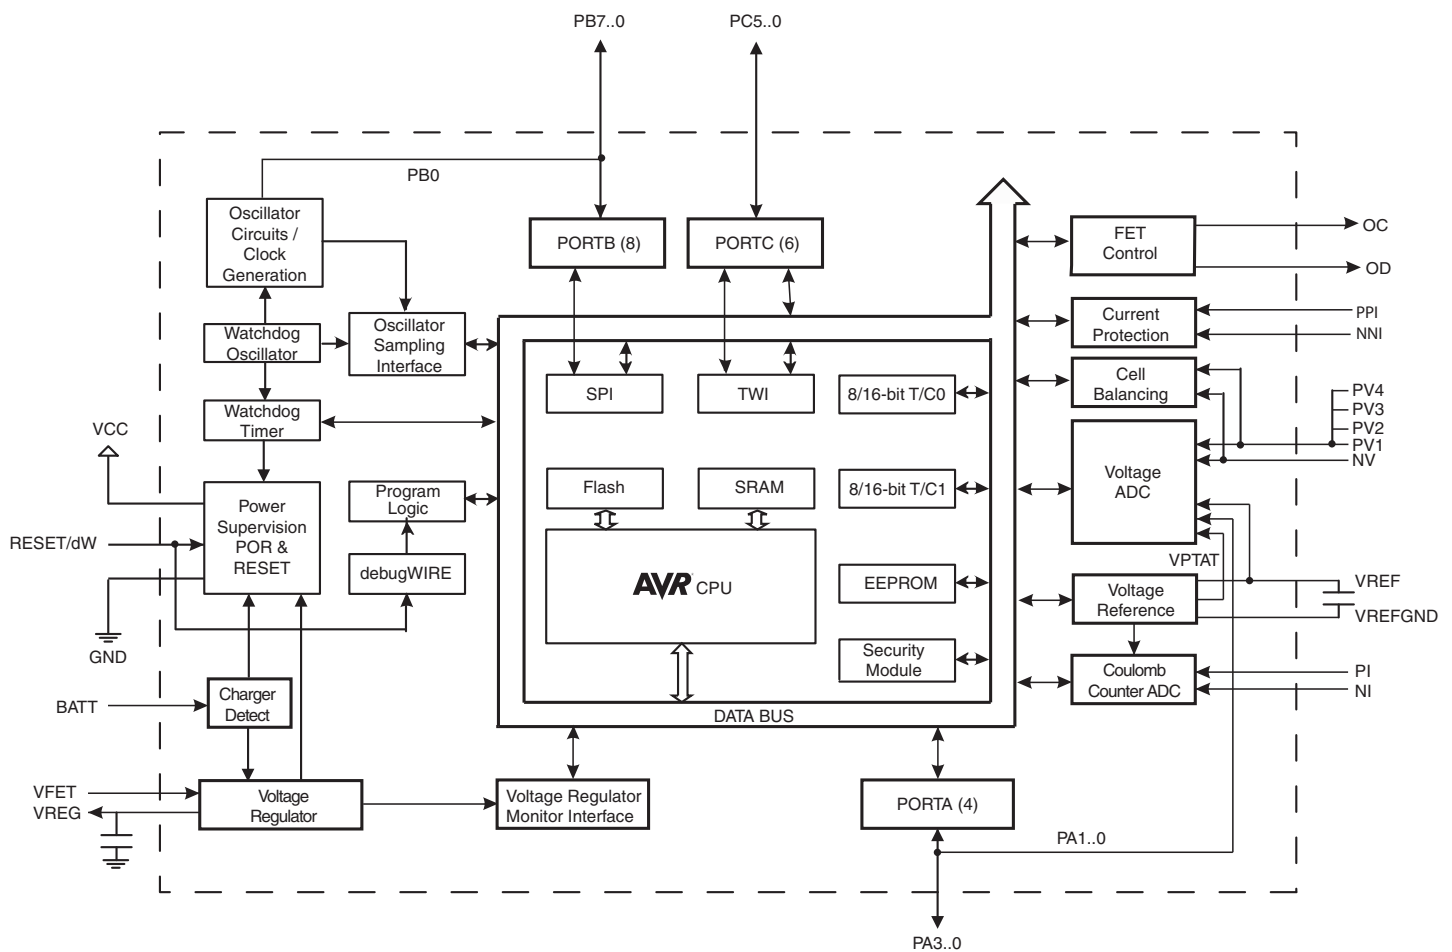 PB7..0
PC5..0
PB0
Oscillator
Circuits /
Clock
Generation
PORTB (8)
PORTC (6)
FET
Control
OC
OD
Watchdog
Oscillator
Oscillator
Sampling
Interface
Current
Protection
PPI
NNI
SPI
TWI
8/16-bit T/C0
Cell
Balancing
PV4
PV3
PV2
PV1
NV
Watchdog
Timer
VCC
Voltage
ADC
Flash
SRAM
8/16-bit T/C1
Program
Logic
Power
Supervision
POR &
RESET
RESET/dW
debugWIRE
AVR CPU
EEPROM
VPTAT
Voltage
Reference
VREF
VREFGND
GND
Security
Module
Coulomb
Counter ADC
PI
NI
BATT
Charger
Detect
DATA BUS
VFET
VREG
Voltage
Regulator
Voltage Regulator
Monitor Interface
PORTA (4)
PA1..0
PA3..0